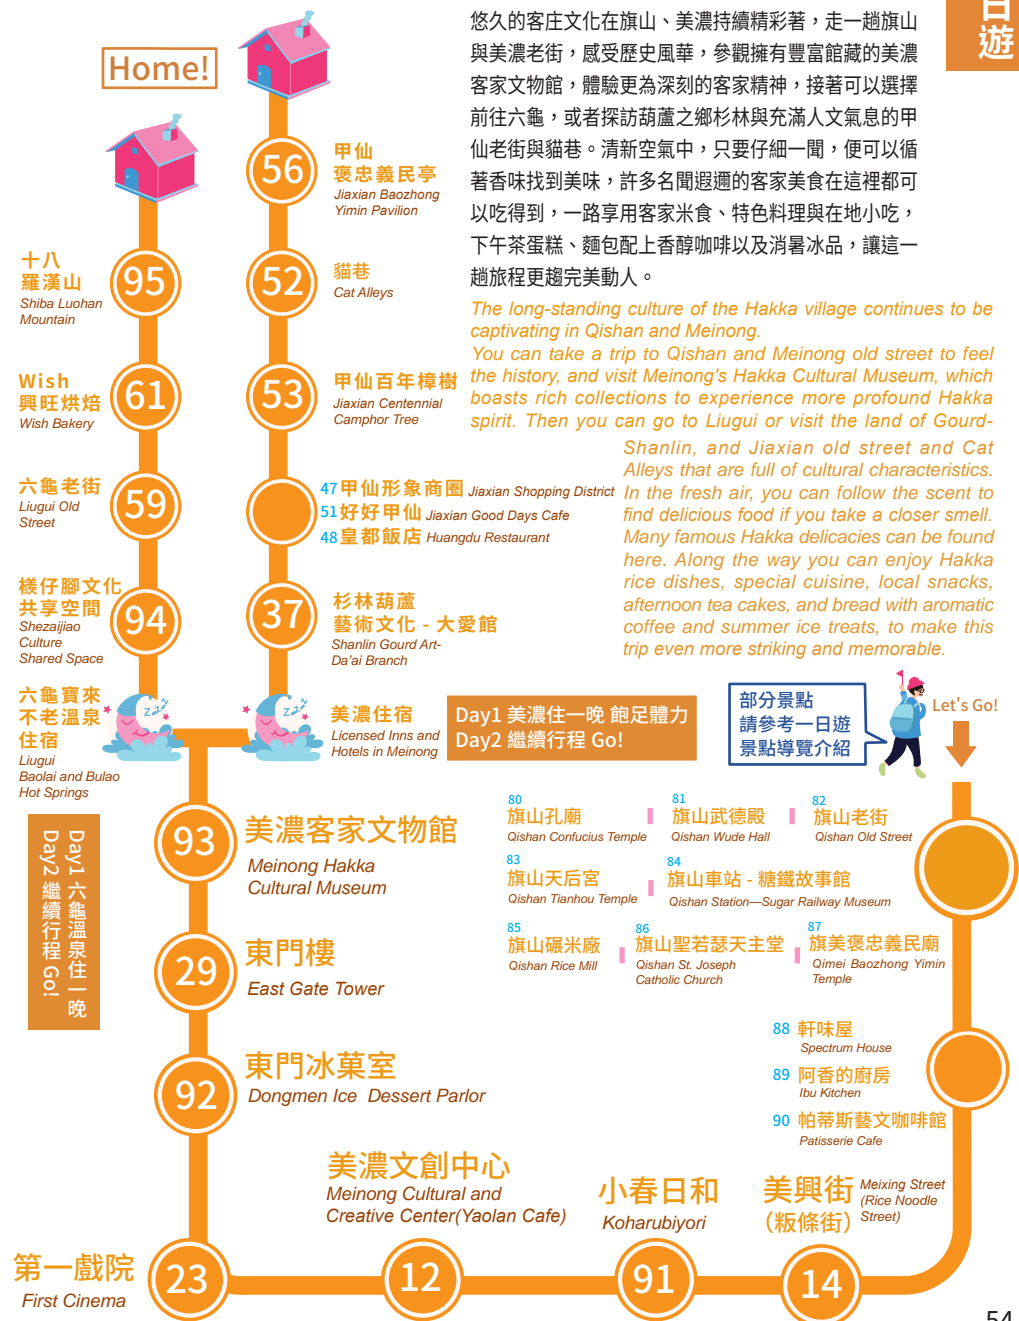 日遊
悠久的客庄文化在旗山、美濃持續精彩著，走一趟旗山
與美濃老街，感受歷史風華，參觀擁有豐富館藏的美濃
客家文物館，體驗更為深刻的客家精神，接著可以選擇
前往六龜，或者探訪葫蘆之鄉杉林與充滿人文氣息的甲
仙老街與貓巷。清新空氣中，只要仔細一聞，便可以循
著香味找到美味，許多名聞遐邇的客家美食在這裡都可
以吃得到，一路享用客家米食、特色料理與在地小吃，
下午茶蛋糕、麵包配上香醇咖啡以及消暑冰品，讓這一
趟旅程更趨完美動人。
The long-standing culture of the Hakka village continues to be
captivating in Qishan and Meinong.
You can take a trip to Qishan and Meinong old street to feel
the history, and visit Meinong's Hakka Cultural Museum, which
boasts rich collections to experience more profound Hakka
spirit. Then you can go to Liugui or visit the land of Gourd-
Shanlin, and Jiaxian old street and Cat
Alleys that are full of cultural characteristics.
In the fresh air, you can follow the scent to
find delicious food if you take a closer smell.
Many famous Hakka delicacies can be found
here. Along the way you can enjoy Hakka
rice dishes, special cuisine, local snacks,
afternoon tea cakes, and bread with aromatic
coffee and summer ice treats, to make this
trip even more striking and memorable.
Home!
56
甲仙
褒忠義民亭
Jiaxian Baozhong
Yimin Pavilion
52
貓巷
Cat Alleys
53
甲仙百年樟樹
Jiaxian Centennial
Camphor Tree
47甲仙形象商圈 Jiaxian Shopping District
51好好甲仙 Jiaxian Good Days Cafe
48皇都飯店 Huangdu Restaurant
37
杉林葫蘆
藝術文化 - 大愛館
Shanlin Gourd Art-
Da'ai Branch
zzz
美濃住宿
Licensed Inns and
Hotels in Meinong
十八
羅漢山
Shiba Luohan
Mountain
95
Wish
興旺烘焙
Wish Bakery
61
六龜老街
Liugui Old
Street
59
檨仔腳文化
共享空間
Shezaijiao
Culture
Shared Space
94
六龜寶來
不老溫泉
住宿
Liugui
Baolai and Bulao
Hot Springs
zzz
Day1 美濃住一晚 飽足體力
Day2 繼續行程 Go!
Day1 六龜溫泉住一晚
Day2 繼續行程 Go!
部分景點
請參考一日遊
景點導覽介紹
Let's Go!
80
旗山孔廟
Qishan Confucius Temple
81
旗山武德殿
Qishan Wude Hall
82
旗山老街
Qishan Old Street
83
旗山天后宮
Qishan Tianhou Temple
84
旗山車站 - 糖鐵故事館
Qishan Station—Sugar Railway Museum
85
旗山碾米廠
Qishan Rice Mill
86
旗山聖若瑟天主堂
Qishan St. Joseph
Catholic Church
87
旗美褒忠義民廟
Qimei Baozhong Yimin
Temple
88 軒味屋
Spectrum House
89 阿香的廚房
Ibu Kitchen
90 帕蒂斯藝文咖啡館
Patisserie Cafe
美興街
（粄條街）
Meixing Street
(Rice Noodle
Street)
14
小春日和
Koharubiyori
91
美濃文創中心
Meinong Cultural and
Creative Center(Yaolan Cafe)
12
第一戲院
First Cinema
23
92
東門冰菓室
Dongmen Ice Dessert Parlor
29
東門樓
East Gate Tower
93
美濃客家文物館
Meinong Hakka
Cultural Museum
54